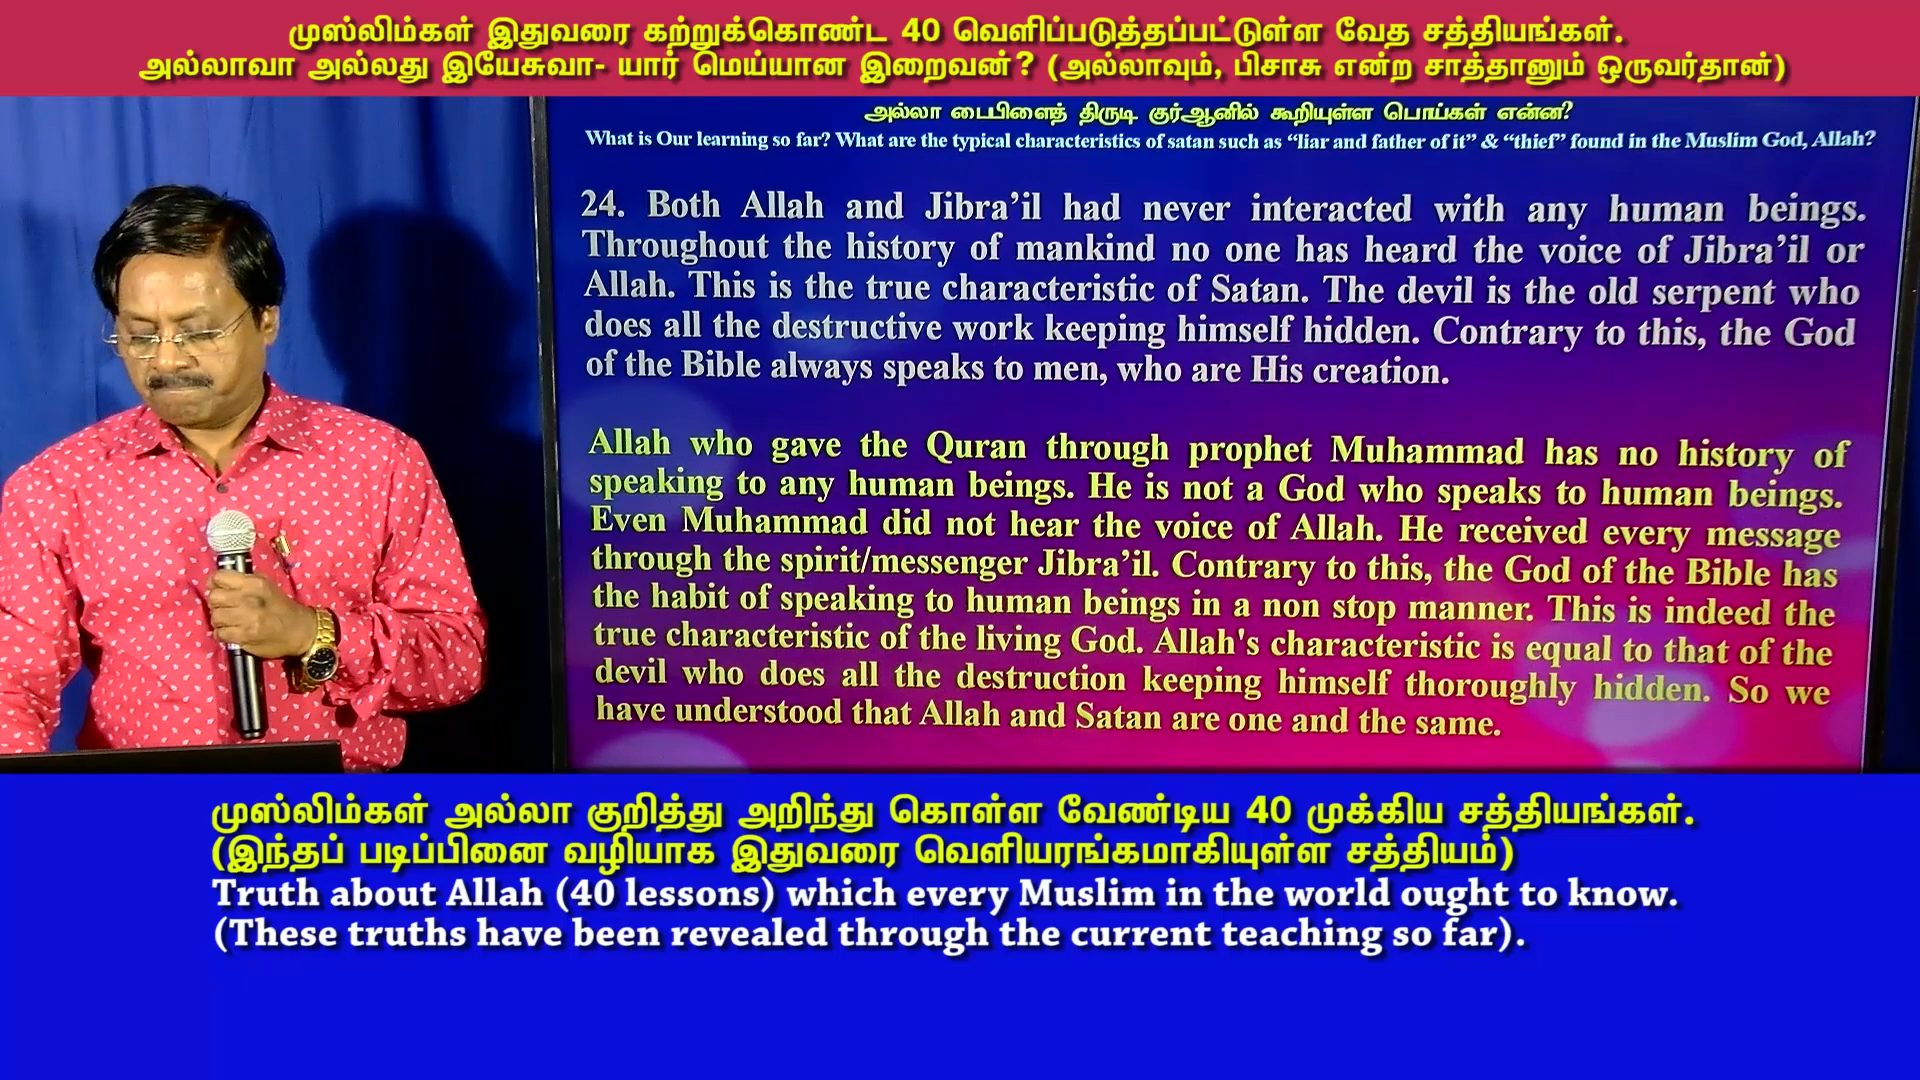 முஸ்லிம்கள் இதுவரை கற்றுக்கொண்ட 40 வெளிப்படுத்தப்பட்டுள்ள வேத சத்தியங்கள்.
அல்லாவா அல்லது இயேசுவா- யார் மெய்யான இறைவன்? (அல்லாவும், பிசாசு என்ற சாத்தானும் ஒருவர்தான்)
அல்லா பைபிளைத் திருடி குர்ஆனில் கூறியுள்ள பொய்கள் என்ன?
What is Our learning so far? What are the typical characteristics of satan such as “liar and father of it” & “thief” found in the Muslim God, Allah?
24. Both Allah and Jibra’il had never interacted with any human beings.
Throughout the history of mankind no one has heard the voice of Jibra’il or
Allah. This is the true characteristic of Satan. The devil is the old serpent who
does all the destructive work keeping himself hidden. Contrary to this, the God
of the Bible always speaks to men, who are His creation.
Allah who gave the Quran through prophet Muhammad has no history of
speaking to any human beings. He is not a God who speaks to human beings.
Even Muhammad did not hear the voice of Allah. He received every message
through the spirit/messenger Jibra’il. Contrary to this, the God of the Bible has
the habit of speaking to human beings in a non stop manner. This is indeed the
true characteristic of the living God. Allah's characteristic is equal to that of the
devil who does all the destruction keeping himself thoroughly hidden. So we
have understood that Allah and Satan are one and the same.
முஸ்லிம்கள் அல்லா குறித்து அறிந்து கொள்ள வேண்டிய 40 முக்கிய சத்தியங்கள்.
(இந்தப் படிப்பினை வழியாக இதுவரை வெளியரங்கமாகியுள்ள சத்தியம்)
Truth about Allah (40 lessons) which every Muslim in the world ought to know.
(These truths have been revealed through the current teaching so far).